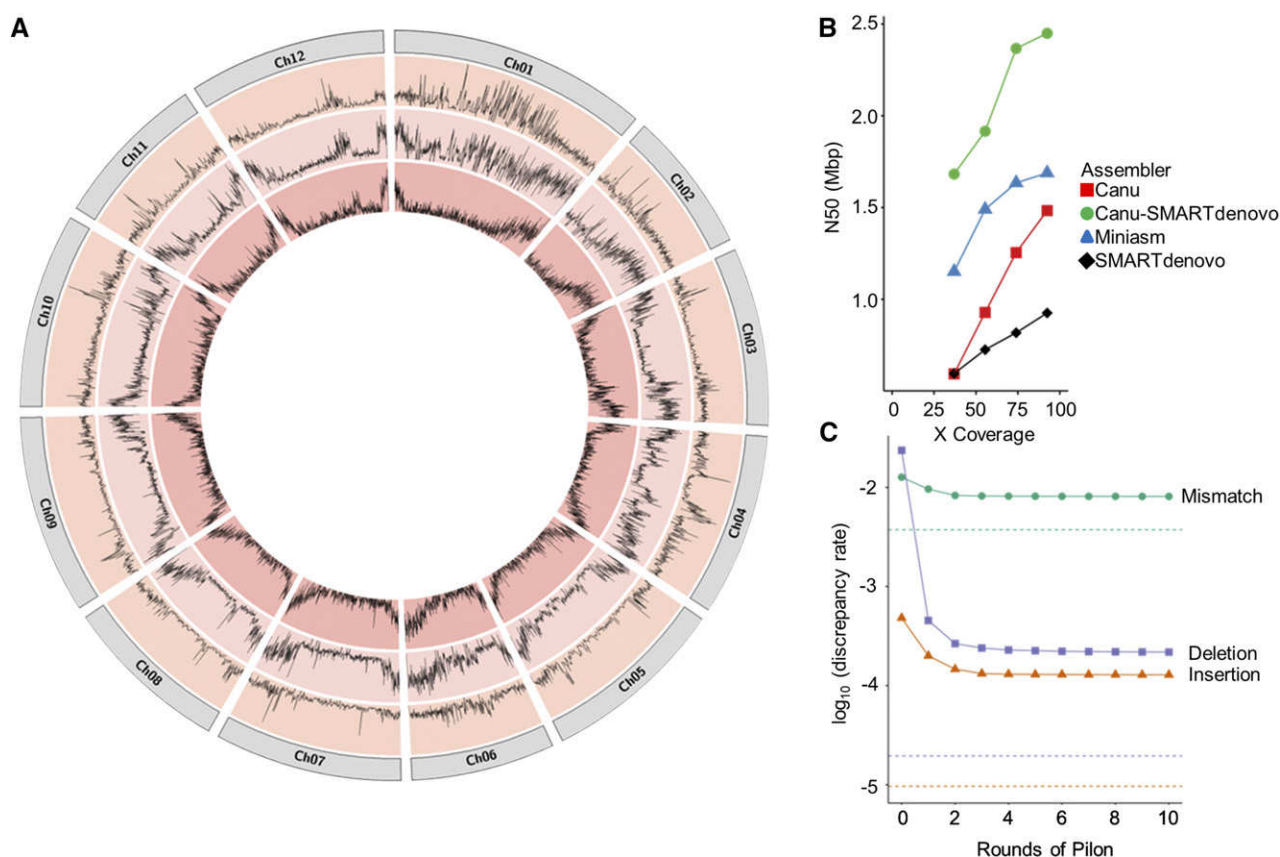 A
Ch01
Ch02
Ch03
Ch04
Ch05
Ch06
Ch07
Ch08
Ch09
Ch10
Ch11
Ch12
B
2.5
2.0
1.5
1.0
N50 (Mbp)
0 25 50 75 100
X Coverage
Assembler
Canu
Canu-SMARTdenovo
Miniasm
SMARTdenovo
C
-2
-3
-4
-5
log₁₀ (discrepancy rate)
Mismatch
Deletion
Insertion
0 2 4 6 8 10
Rounds of Pilon